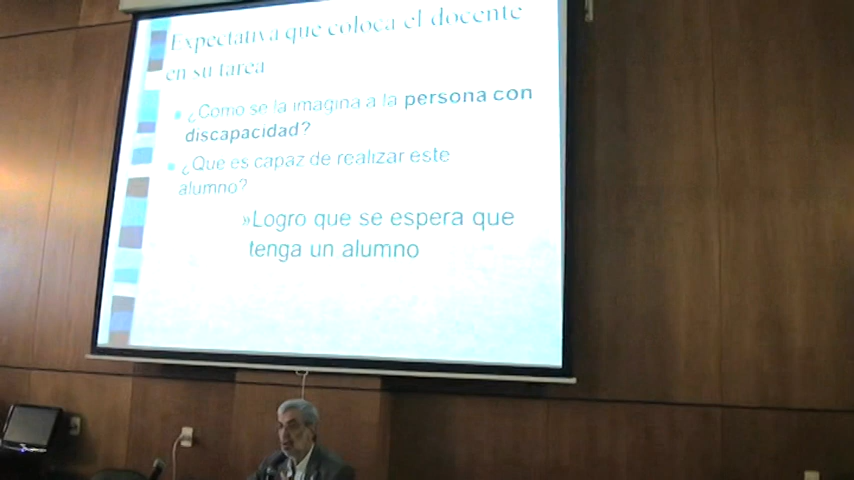 Expectativa que coloca el docente
en su tarea
¿Como se la imagina a la persona con
discapacidad?
¿Que es capaz de realizar este
alumno?
»Logro que se espera que
tenga un alumno